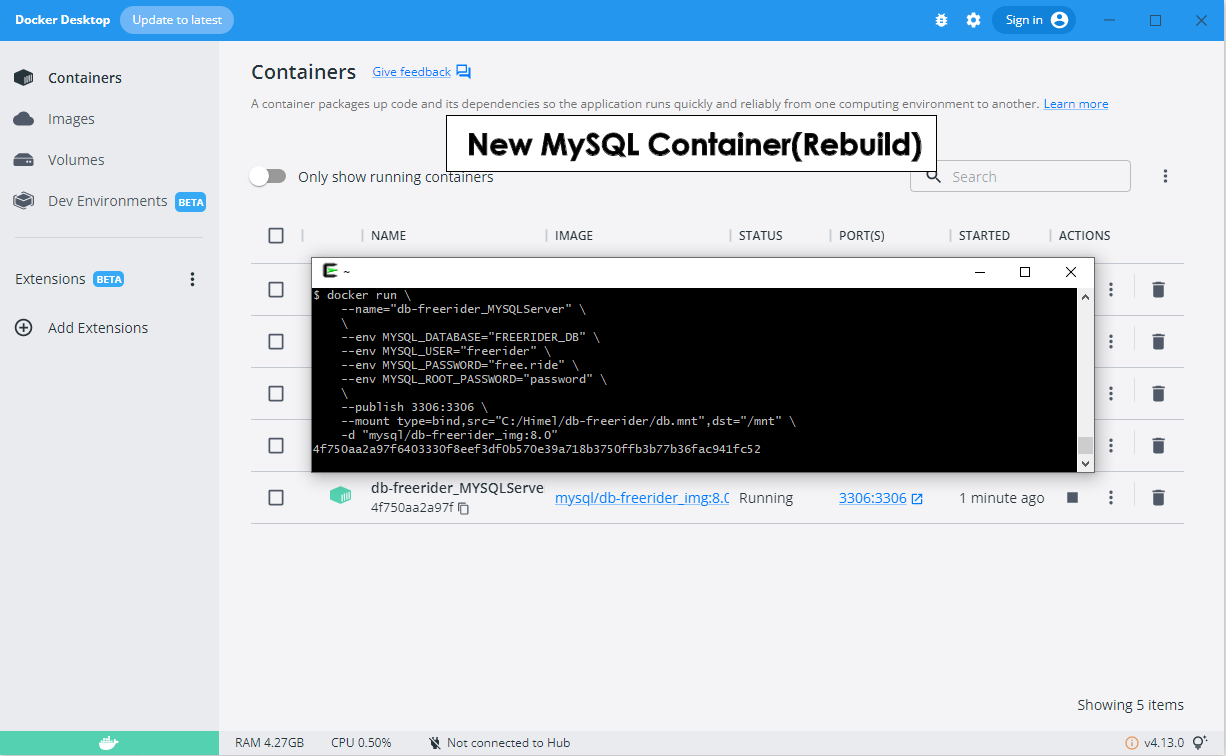 Docker Desktop Update to latest Sign in
Containers
Images
Volumes
Dev Environments BETA
Extensions BETA
Add Extensions
Containers Give feedback
A container packages up code and its dependencies so the application runs quickly and reliably from one computing environment to another. Learn more
New MySQL Container(Rebuild)
Only show running containers Search
NAME IMAGE STATUS PORT(S) STARTED ACTIONS
~
$ docker run \
--name="db-freerider_MYSQLServer" \
\
--env MYSQL_DATABASE="FREERIDER_DB" \
--env MYSQL_USER="freerider" \
--env MYSQL_PASSWORD="free.ride" \
--env MYSQL_ROOT_PASSWORD="password" \
\
--publish 3306:3306 \
--mount type=bind,src="C:/Himel/db-freerider/db.mnt",dst="/mnt" \
-d "mysql/db-freerider_img:8.0"
4f750aa2a97f6403330f8eef3df0b570e39a718b3750ffb3b77b36fac941fc52
db-freerider_MYSQLServe
4f750aa2a97f
mysql/db-freerider_img:8.0 Running 3306:3306 1 minute ago
Showing 5 items
RAM 4.27GB CPU 0.50% Not connected to Hub v4.13.0